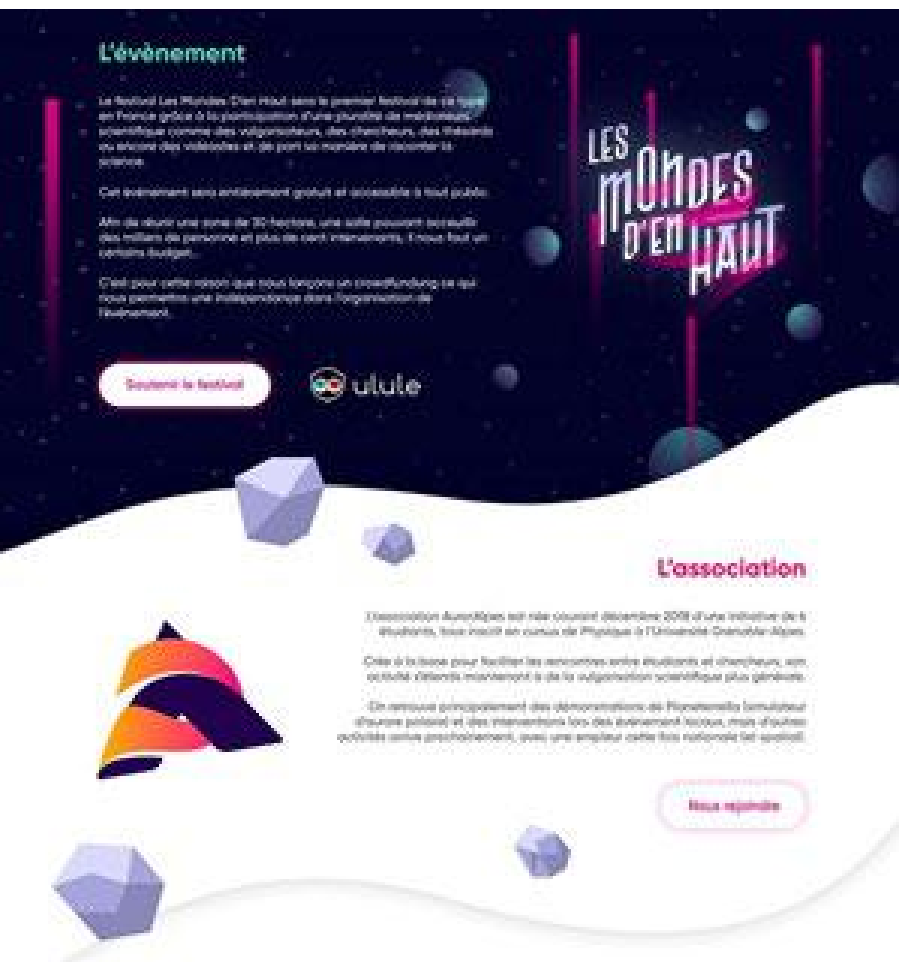 L'évènement
Le festival Les Mondes D'en Haut sera le premier festival de ce type
en France grâce à la participation d'une pluralité de médiateurs
scientifique comme des vulgarisateurs, des chercheurs, des thésards
ou encore des vidéastes et de part sa manière de raconter la
science.
Cet évènement sera entièrement gratuit et accessible à tout public.
Afin de réunir une zone de 30 hectare, une salle pouvant accueillir
des milliers de personne et plus de cent intervenants, il nous faut un
certains budget...
C'est pour cette raison que nous lançons un crowdfundung ce qui
nous permettra une indépendance dans l'organisation de
l'évènement.
Soutenir le festival
ulule
LES
MONDES
D'EN
HAUT
L'association
L'association AurorAlpes est née courant décembre 2018 d'une initiative de 6
étudiants, tous inscrit en cursus de Physique à l'Université Grenoble-Alpes.
Crée à la base pour faciliter les rencontres entre étudiants et chercheurs, son
activité s'étends maintenant à de la vulgarisation scientifique plus générale.
On retrouve principalement des démonstrations de Planeterrella (simulateur
d'aurore polaire) et des interventions lors des évènement locaux, mais d'autres
activités arrive prochainement, avec une ampleur cette fois nationale (et spatial).
Nous rejoindre